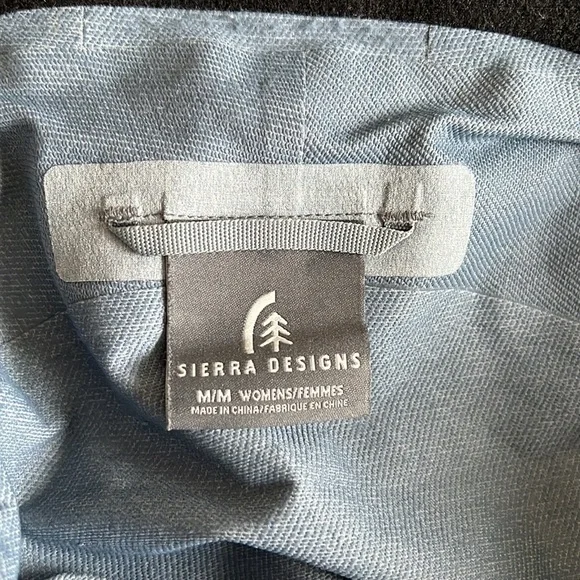 SIERRA DESIGNS
M/M WOMENS/FEMMES
MADE IN CHINA/FABRIQUE EN CHINE